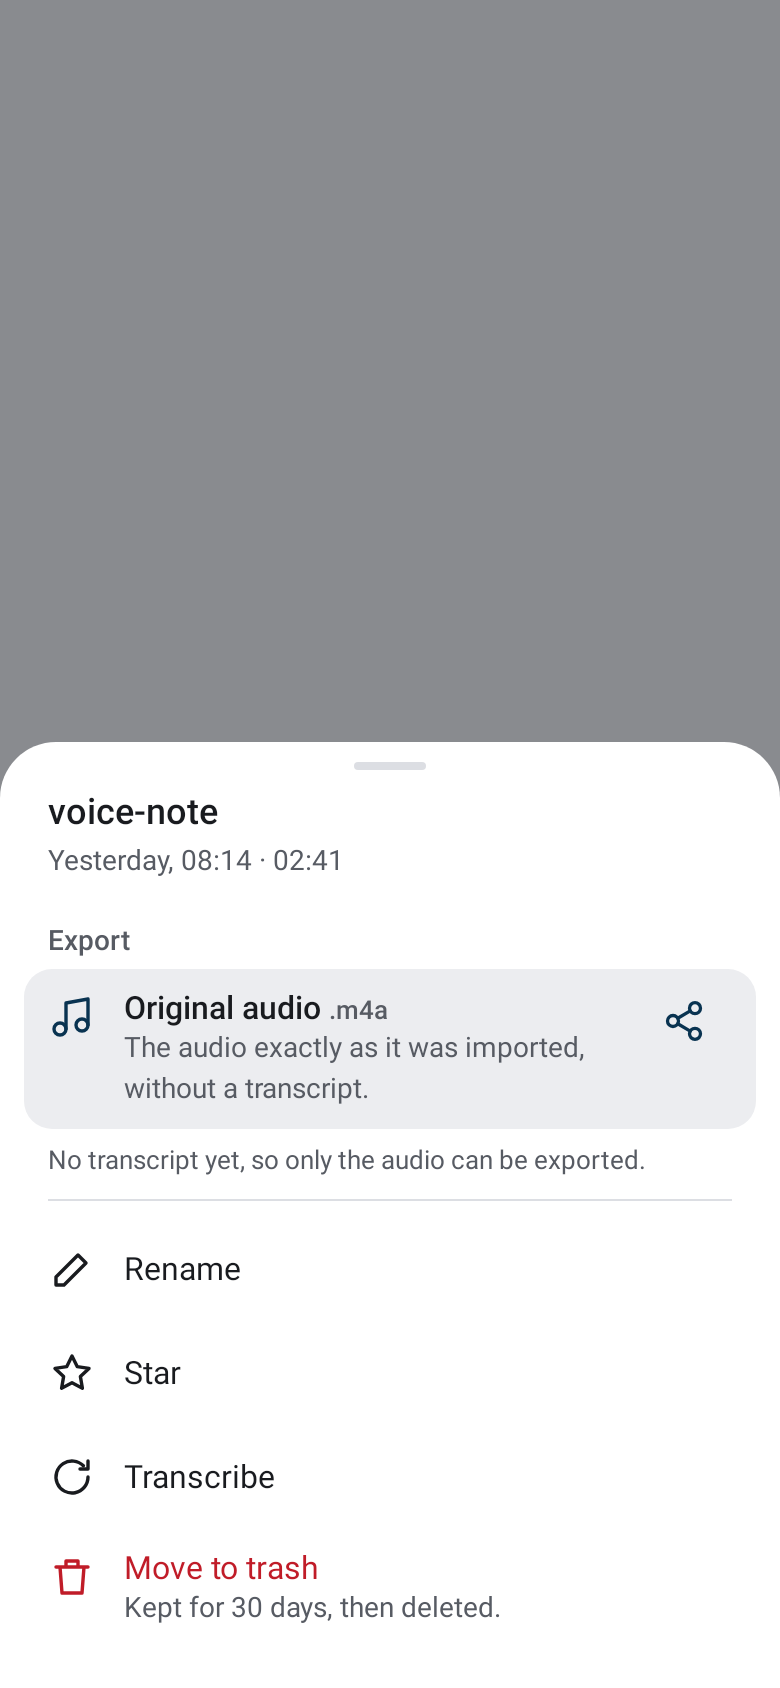 voice-note
Yesterday, 08:14 · 02:41
Export
Original audio .m4a
The audio exactly as it was imported,
without a transcript.
No transcript yet, so only the audio can be exported.
Rename
Star
Transcribe
Move to trash
Kept for 30 days, then deleted.